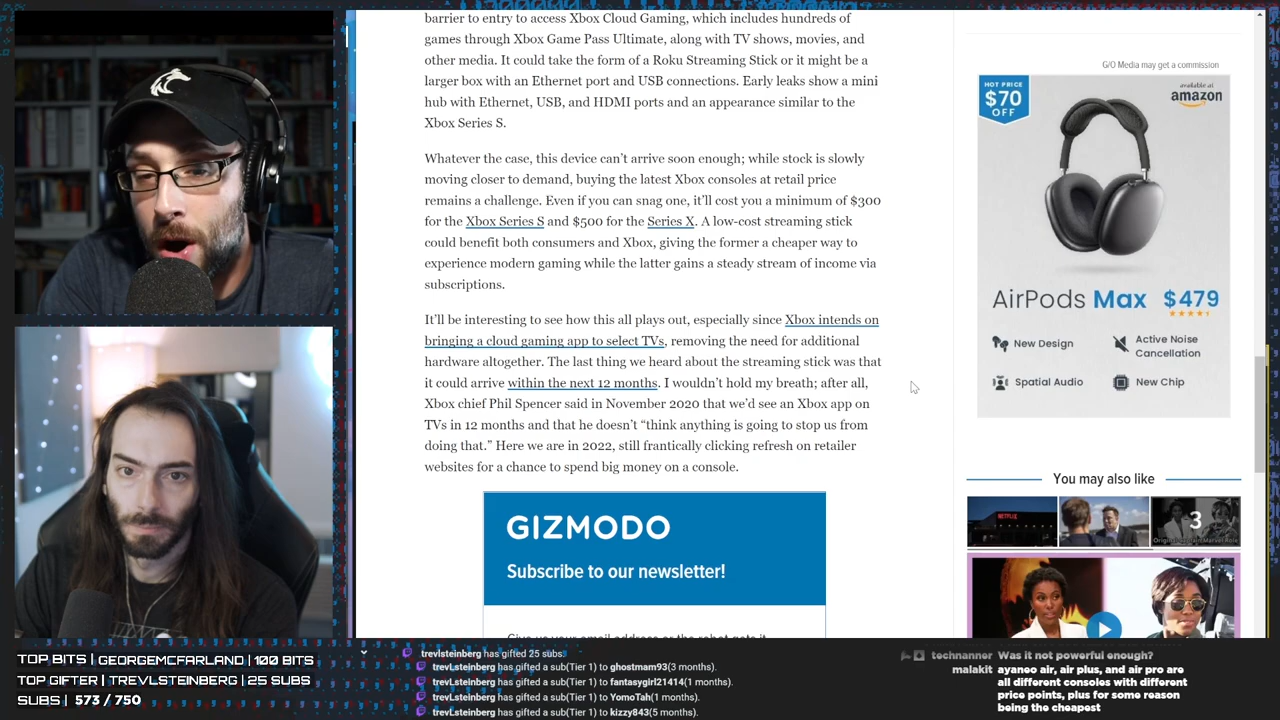 barrier to entry to access Xbox Cloud Gaming, which includes hundreds of
games through Xbox Game Pass Ultimate, along with TV shows, movies, and
other media. It could take the form of a Roku Streaming Stick or it might be a
larger box with an Ethernet port and USB connections. Early leaks show a mini
hub with Ethernet, USB, and HDMI ports and an appearance similar to the
Xbox Series S.
Whatever the case, this device can’t arrive soon enough; while stock is slowly
moving closer to demand, buying the latest Xbox consoles at retail price
remains a challenge. Even if you can snag one, it’ll cost you a minimum of $300
for the Xbox Series S and $500 for the Series X. A low-cost streaming stick
could benefit both consumers and Xbox, giving the former a cheaper way to
experience modern gaming while the latter gains a steady stream of income via
subscriptions.
It’ll be interesting to see how this all plays out, especially since Xbox intends on
bringing a cloud gaming app to select TVs, removing the need for additional
hardware altogether. The last thing we heard about the streaming stick was that
it could arrive within the next 12 months. I wouldn’t hold my breath; after all,
Xbox chief Phil Spencer said in November 2020 that we’d see an Xbox app on
TVs in 12 months and that he doesn’t “think anything is going to stop us from
doing that.” Here we are in 2022, still frantically clicking refresh on retailer
websites for a chance to spend big money on a console.
GIZMODO
Subscribe to our newsletter!
Give us your email address or the robot gets it
G/O Media may get a commission
HOT PRICE
$70
OFF
available at
amazon
AirPods Max $479
New Design
Active Noise
Cancellation
Spatial Audio
New Chip
You may also like
NETFLIX
3
TOP BITS | GEORGEMCFARLAND | 100 BITS
TOP GIFTER | TREVLSTEINBERG | 25 SUBS
SUBS | 573 / 750
trevlsteinberg has gifted 25 subs:
trevLsteinberg has gifted a sub(Tier 1) to ghostmam93(3 months).
trevLsteinberg has gifted a sub(Tier 1) to fantasygirl21414(1 months).
trevLsteinberg has gifted a sub(Tier 1) to YomoTah(1 months).
trevLsteinberg has gifted a sub(Tier 1) to kizzy843(5 months).
technanner Was it not powerful enough?
malakit ayaneo air, air plus, and air pro are
all different consoles with different
price points, plus for some reason
being the cheapest